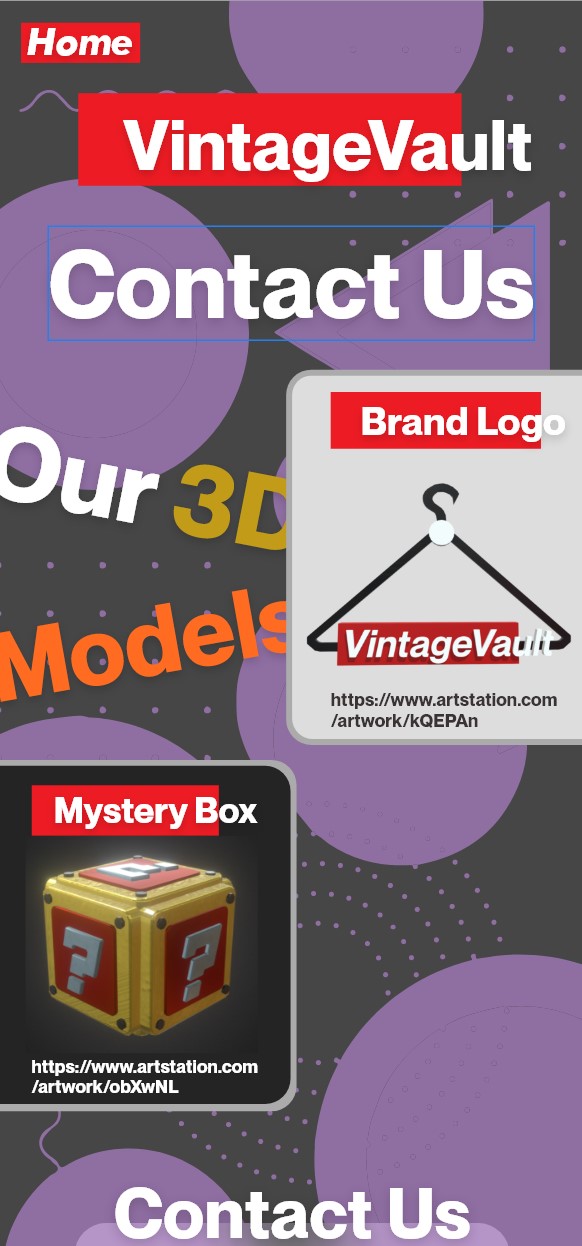 Home
VintageVault
Contact Us
Our 3D
Models
Brand Logo
VintageVault
https://www.artstation.com
/artwork/kQEPAn
Mystery Box
?
?
https://www.artstation.com
/artwork/obXwNL
Contact Us